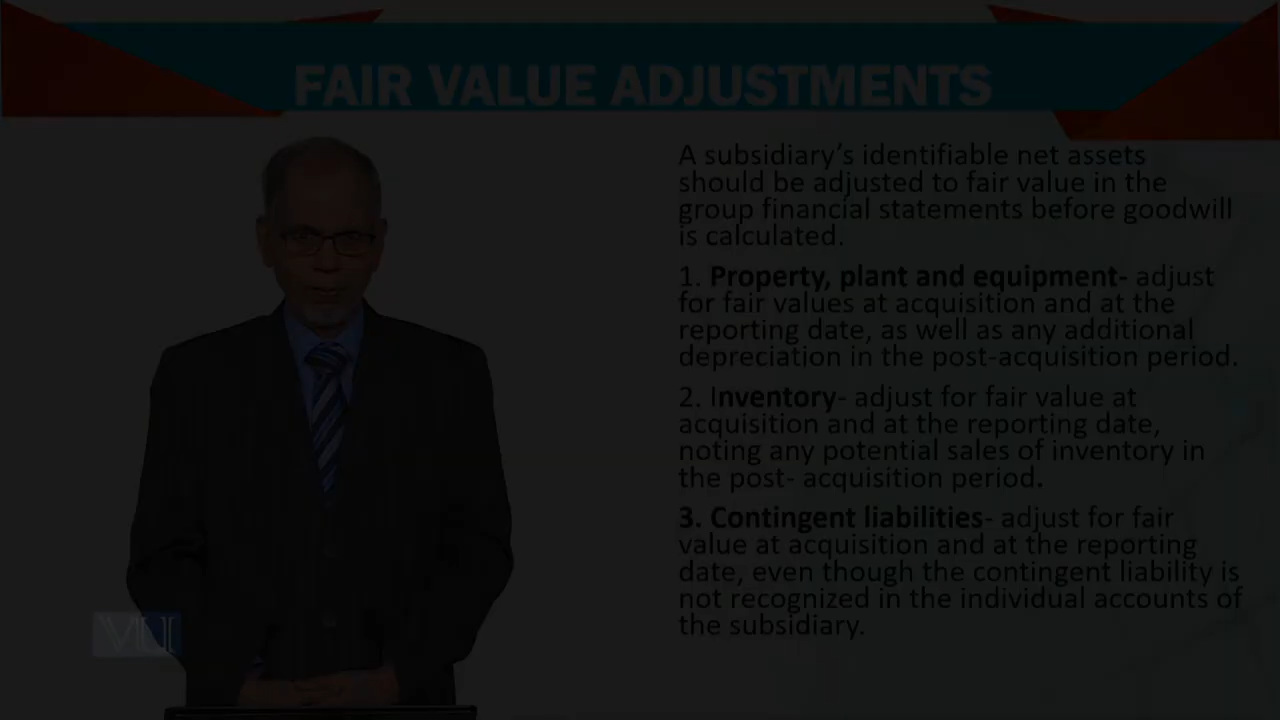 FAIR VALUE ADJUSTMENTS
A subsidiary's identifiable net assets
should be adjusted to fair value in the
group financial statements before goodwill
is calculated.
1. Property, plant and equipment- adjust
for fair values at acquisition and at the
reporting date, as well as any additional
depreciation in the post-acquisition period.
2. Inventory- adjust for fair value at
acquisition and at the reporting date,
noting any potential sales of inventory in
the post- acquisition period.
3. Contingent liabilities- adjust for fair
value at acquisition and at the reporting
date, even though the contingent liability is
not recognized in the individual accounts of
the subsidiary.
VU